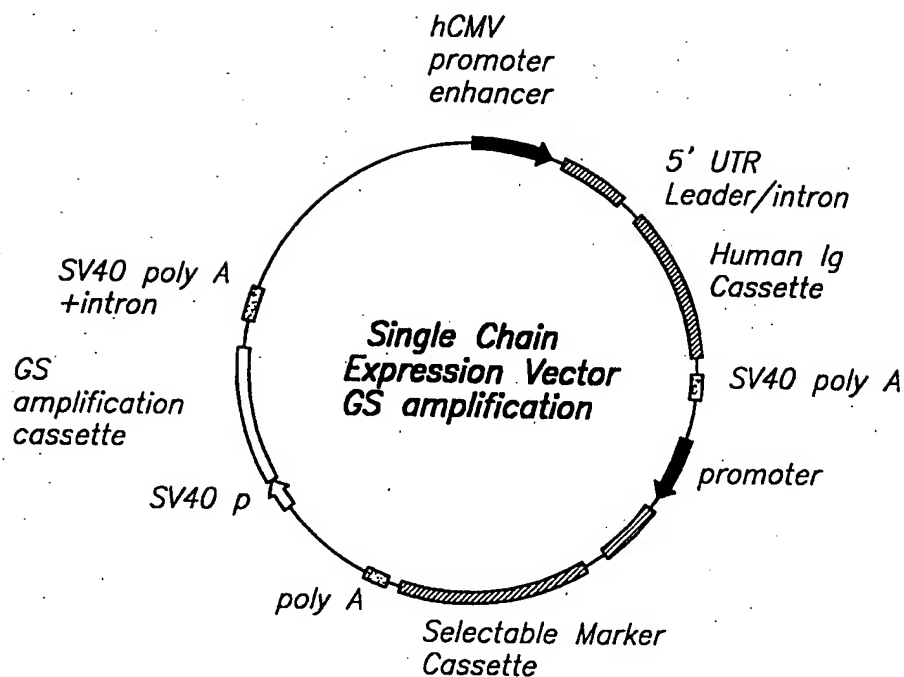 hCMV
promoter
enhancer
5' UTR
Leader/intron
Human Ig
Cassette
SV40 poly A
+intron
Single Chain
Expression Vector
GS amplification
SV40 poly A
GS
amplification
cassette
promoter
SV40 p
poly A
Selectable Marker
Cassette